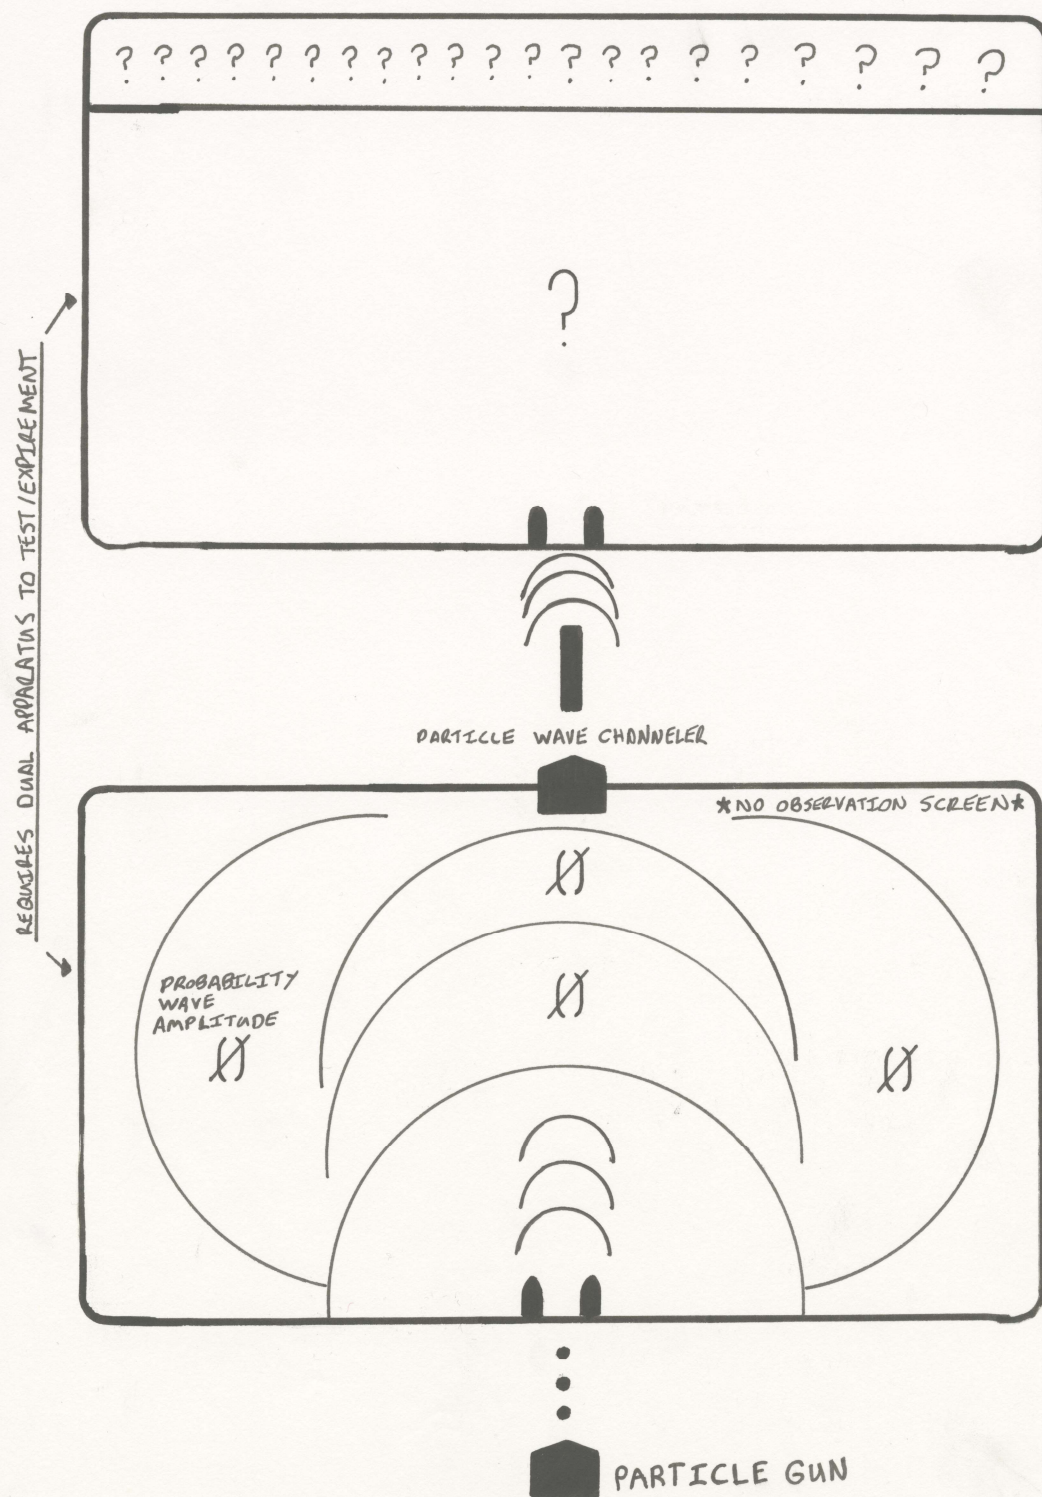 ? ? ? ? ? ? ? ? ? ? ? ? ? ? ? ? ? ? ? ? ?
?
REQUIRES DUAL APPARATUS TO TEST/EXPIREMENT
PARTICLE WAVE CHANNELER
*NO OBSERVATION SCREEN*
PROBABILITY
WAVE
AMPLITUDE
PARTICLE GUN